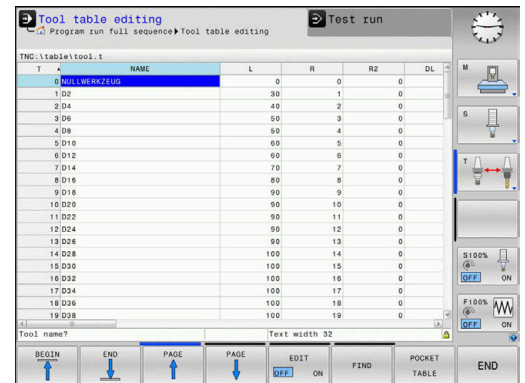 Tool table editing
Test run
Program run full sequence Tool table editing
TNC:\table\tool.t
T NAME L R R2 DL
0 NULLWERKZEUG 0 0 0
1 D2 30 1 0
2 D4 40 2 0
3 D6 50 3 0
4 D8 50 4 0
5 D10 60 5 0
6 D12 60 6 0
7 D14 70 7 0
8 D16 80 8 0
9 D18 90 9 0
10 D20 90 10 0
11 D22 90 11 0
12 D24 90 12 0
13 D26 90 13 0
14 D28 100 14 0
15 D30 100 15 0
16 D32 100 16 0
17 D34 100 17 0
18 D36 100 18 0
19 D38 100 19 0
Tool name? Text width 32
M
S
T
S100%
OFF ON
F100%
OFF ON
BEGIN
END
PAGE
PAGE
EDIT
OFF ON
FIND
POCKET
TABLE
END